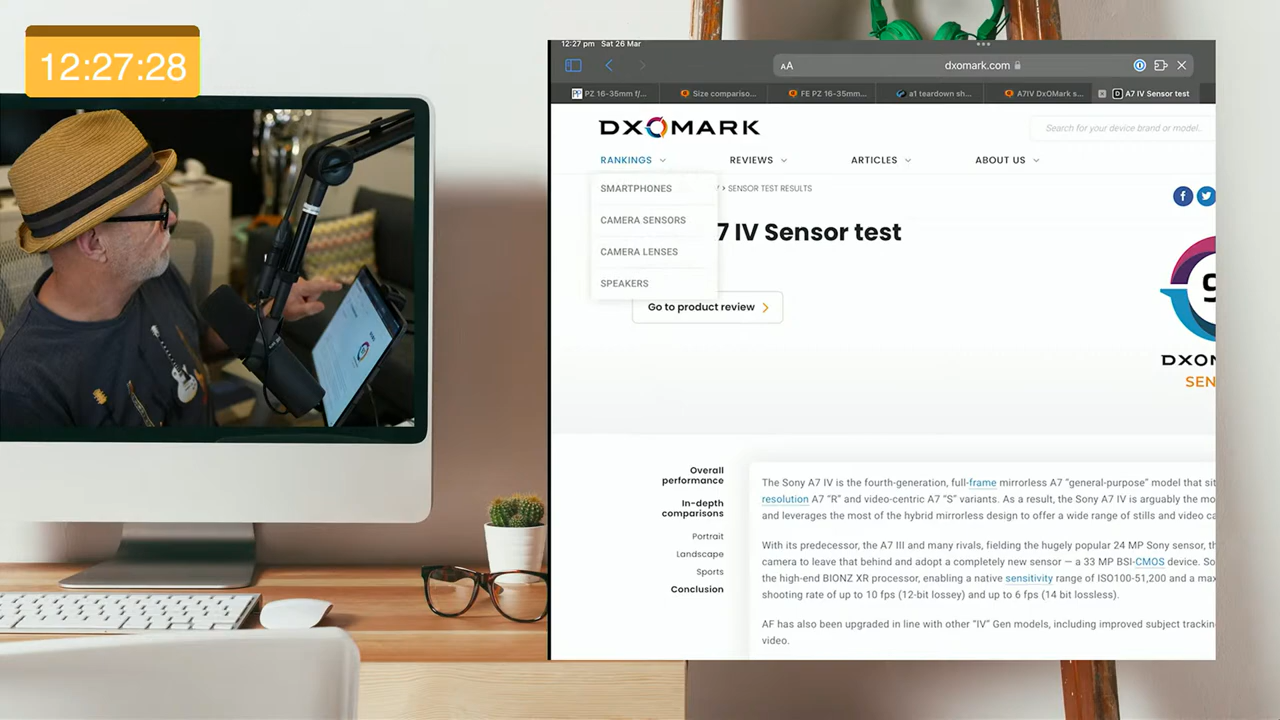 12:27:28
12:27 pm Sat 26 Mar
AA
dxomark.com
PZ 16-35mm f/...
Size compariso...
FE PZ 16-35mm...
a1 teardown sh...
A7IV DxOMark s...
A7 IV Sensor test
DXOMARK
Search for your device brand or model..
RANKINGS
REVIEWS
ARTICLES
ABOUT US
SMARTPHONES
CAMERA SENSORS
CAMERA LENSES
SPEAKERS
> SENSOR TEST RESULTS
7 IV Sensor test
Go to product review
9
DXO
SEN
Overall
performance
In-depth
comparisons
Portrait
Landscape
Sports
Conclusion
The Sony A7 IV is the fourth-generation, full-frame mirrorless A7 "general-purpose" model that sit
resolution A7 "R" and video-centric A7 "S" variants. As a result, the Sony A7 IV is arguably the mo
and leverages the most of the hybrid mirrorless design to offer a wide range of stills and video ca
With its predecessor, the A7 III and many rivals, fielding the hugely popular 24 MP Sony sensor, th
camera to leave that behind and adopt a completely new sensor — a 33 MP BSI-CMOS device. So
the high-end BIONZ XR processor, enabling a native sensitivity range of ISO100-51,200 and a max
shooting rate of up to 10 fps (12-bit lossey) and up to 6 fps (14 bit lossless).
AF has also been upgraded in line with other "IV" Gen models, including improved subject trackin
video.